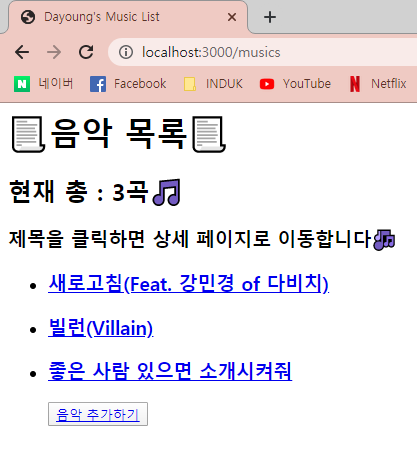 Dayoung's Music List
localhost:3000/musics
네이버 Facebook INDUK YouTube Netflix
📃음악 목록📃
현재 총 : 3곡🎵
제목을 클릭하면 상세 페이지로 이동합니다🎶
새로고침(Feat. 강민경 of 다비치)
빌런(Villain)
좋은 사람 있으면 소개시켜줘
음악 추가하기